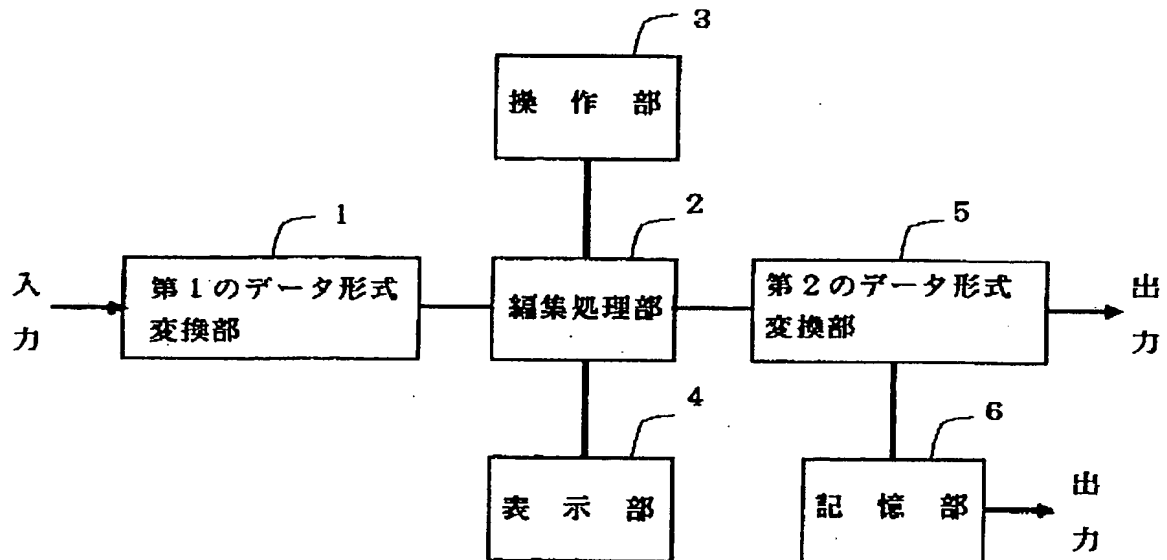 3
操作部
1
2
5
入力
第1のデータ形式
変換部
編集処理部
第2のデータ形式
変換部
出力
4
6
表示部
記憶部
出力